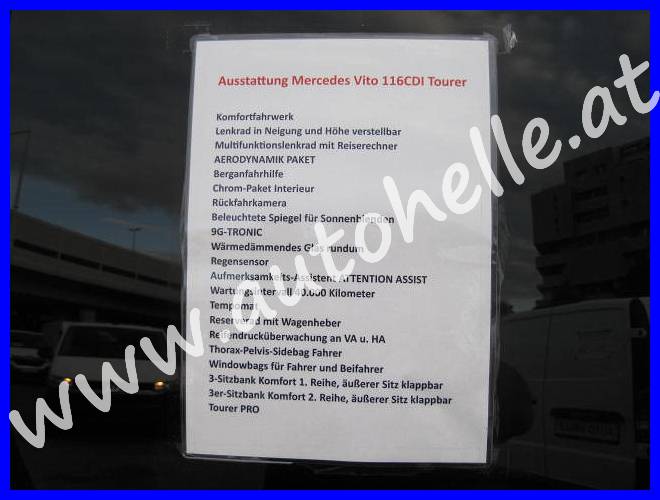 Ausstattung Mercedes Vito 116CDI Tourer
Komfortfahrwerk
Lenkrad in Neigung und Höhe verstellbar
Multifunktionslenkrad mit Reiserechner
AERODYNAMIK PAKET
Berganfahrhilfe
Chrom-Paket Interieur
Rückfahrkamera
Beleuchtete Spiegel für Sonnenblenden
9G-TRONIC
Wärmedämmendes Glas rundum
Regensensor
Aufmerksamkeits-Assistent ATTENTION ASSIST
Wartungsintervall 40.000 Kilometer
Tempomat
Reserverad mit Wagenheber
Reifendrucküberwachung an VA u. HA
Thorax-Pelvis-Sidebag Fahrer
Windowbags für Fahrer und Beifahrer
3-Sitzbank Komfort 1. Reihe, äußerer Sitz klappbar
3er-Sitzbank Komfort 2. Reihe, äußerer Sitz klappbar
Tourer PRO
www.autohelle.at